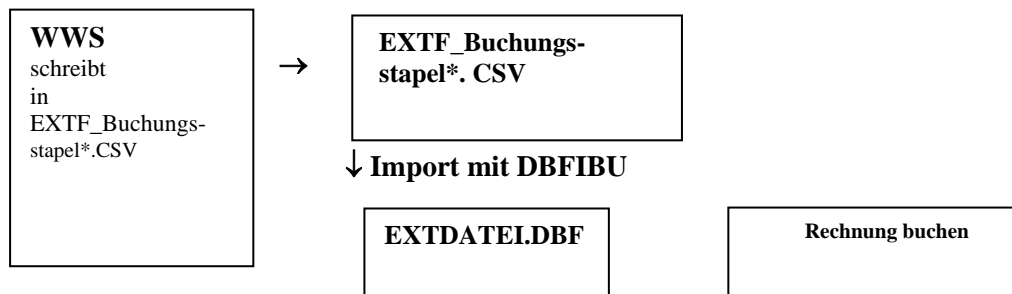 WWS
schreibt
in
EXTF_Buchungs-
stapel*.CSV
→
EXTF_Buchungs-
stapel*. CSV
↓ Import mit DBFIBU
EXTDATEI.DBF
Rechnung buchen